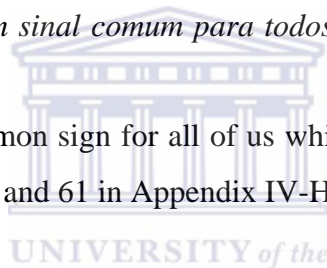 sinal comum para todos
mon sign for all of us whi
and 61 in Appendix IV-H
UNIVERSITY of the